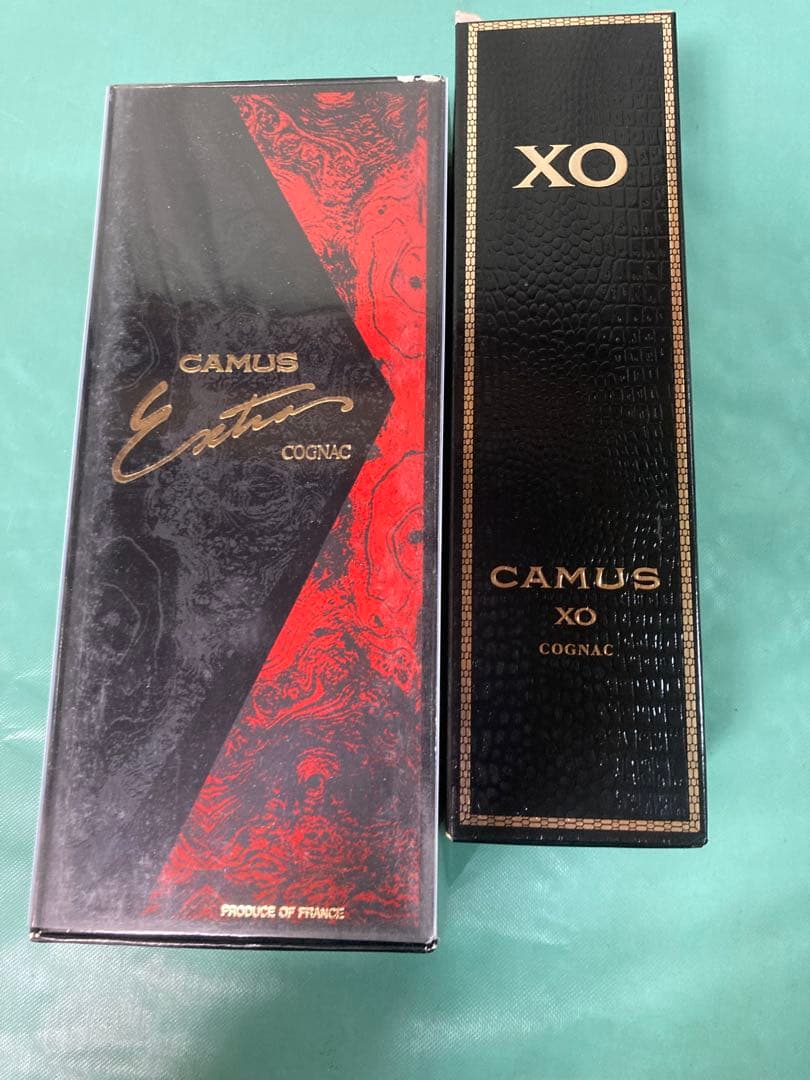 CAMUS
Extra
COGNAC
PRODUCE OF FRANCE
XO
CAMUS
XO
COGNAC